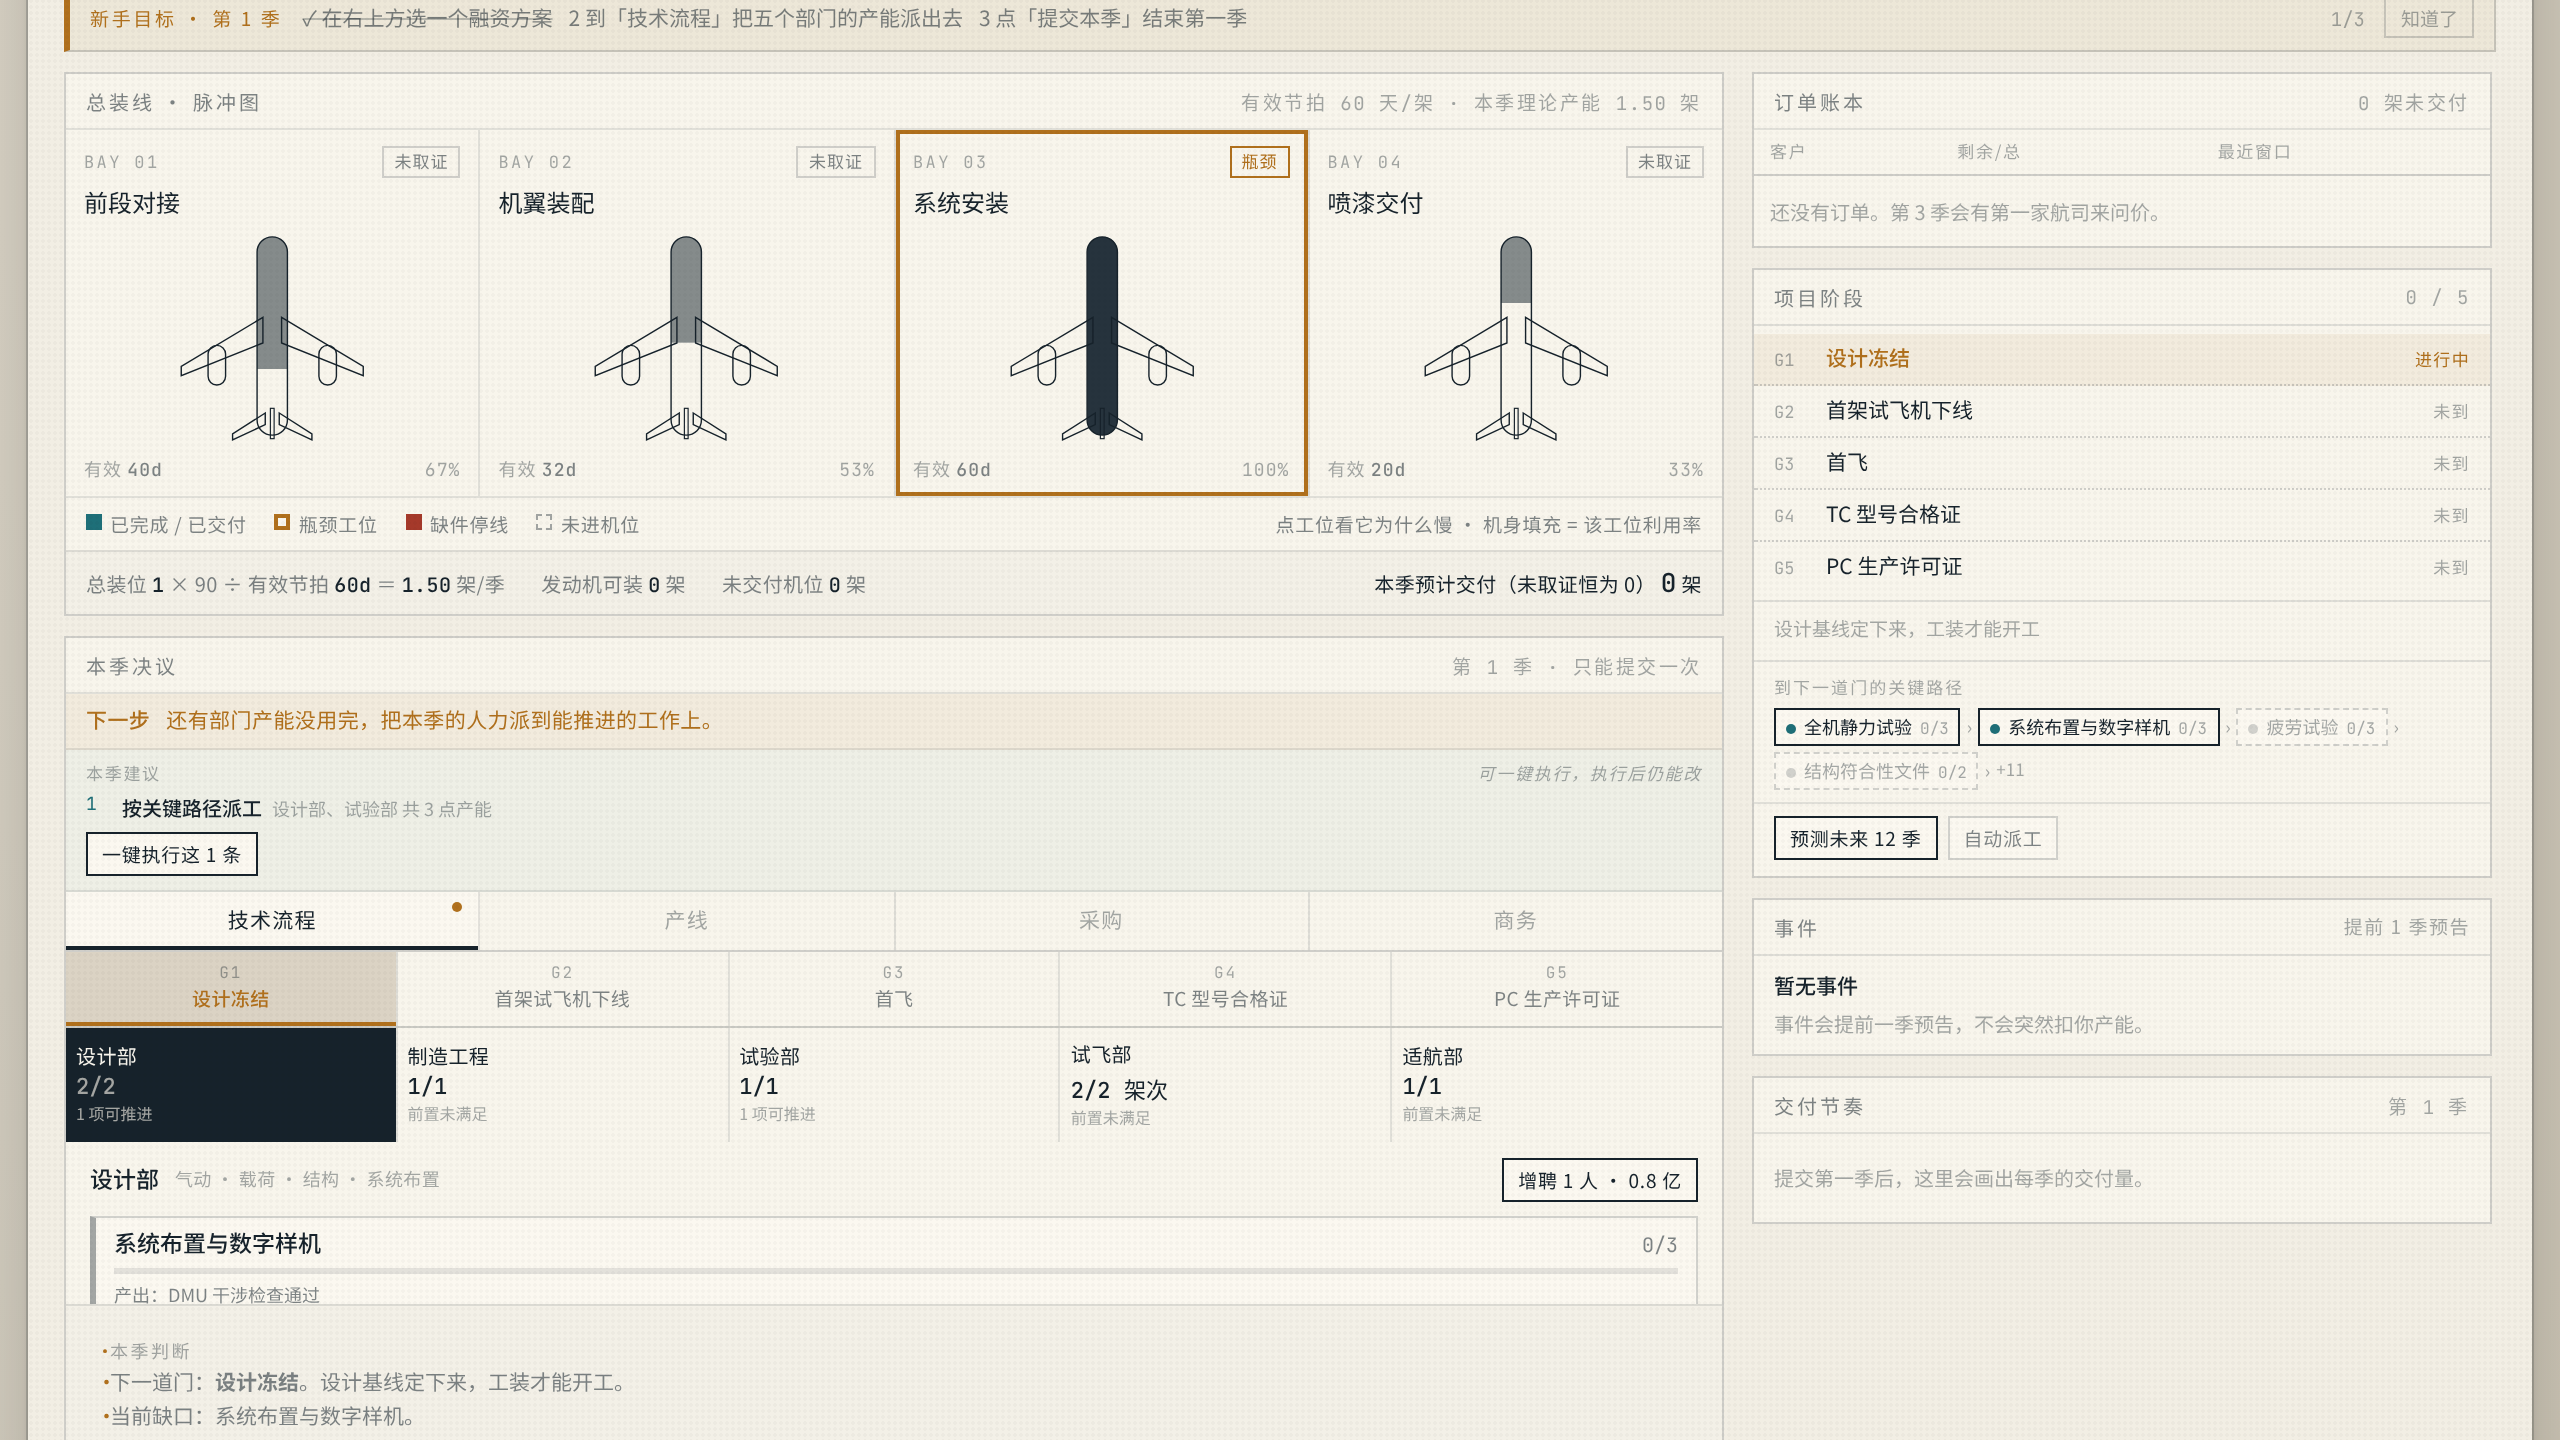 新手目标 · 第 1 季 ✓ 在右上方选一个融资方案 2 到「技术流程」把五个部门的产能派出去 3 点「提交本季」结束第一季 1/3 知道了
总装线 · 脉冲图 有效节拍 60 天/架 · 本季理论产能 1.50 架
BAY 01 未取证
前段对接
有效 40d 67%
BAY 02 未取证
机翼装配
有效 32d 53%
BAY 03 瓶颈
系统安装
有效 60d 100%
BAY 04 未取证
喷漆交付
有效 20d 33%
已完成 / 已交付 瓶颈工位 缺件停线 未进机位 点工位看它为什么慢 · 机身填充 = 该工位利用率
总装位 1 × 90 ÷ 有效节拍 60d = 1.50 架/季 发动机可装 0 架 未交付机位 0 架 本季预计交付（未取证恒为 0） 0 架
本季决议 第 1 季 · 只能提交一次
下一步 还有部门产能没用完，把本季的人力派到能推进的工作上。
本季建议 可一键执行，执行后仍能改
1 按关键路径派工 设计部、试验部 共 3 点产能
一键执行这 1 条
技术流程 产线 采购 商务
G1 设计冻结
G2 首架试飞机下线
G3 首飞
G4 TC 型号合格证
G5 PC 生产许可证
设计部
2/2
1 项可推进
制造工程
1/1
前置未满足
试验部
1/1
1 项可推进
试飞部
2/2 架次
前置未满足
适航部
1/1
前置未满足
设计部 气动 · 载荷 · 结构 · 系统布置 增聘 1 人 · 0.8 亿
系统布置与数字样机 0/3
产出：DMU 干涉检查通过
·本季判断
·下一道门：设计冻结。设计基线定下来，工装才能开工。
·当前缺口：系统布置与数字样机。
订单账本 0 架未交付
客户 剩余/总 最近窗口
还没有订单。第 3 季会有第一家航司来问价。
项目阶段 0 / 5
G1 设计冻结 进行中
G2 首架试飞机下线 未到
G3 首飞 未到
G4 TC 型号合格证 未到
G5 PC 生产许可证 未到
设计基线定下来，工装才能开工
到下一道门的关键路径
全机静力试验 0/3 › 系统布置与数字样机 0/3 › 疲劳试验 0/3 ›
结构符合性文件 0/2 › +11
预测未来 12 季 自动派工
事件 提前 1 季预告
暂无事件
事件会提前一季预告，不会突然扣你产能。
交付节奏 第 1 季
提交第一季后，这里会画出每季的交付量。